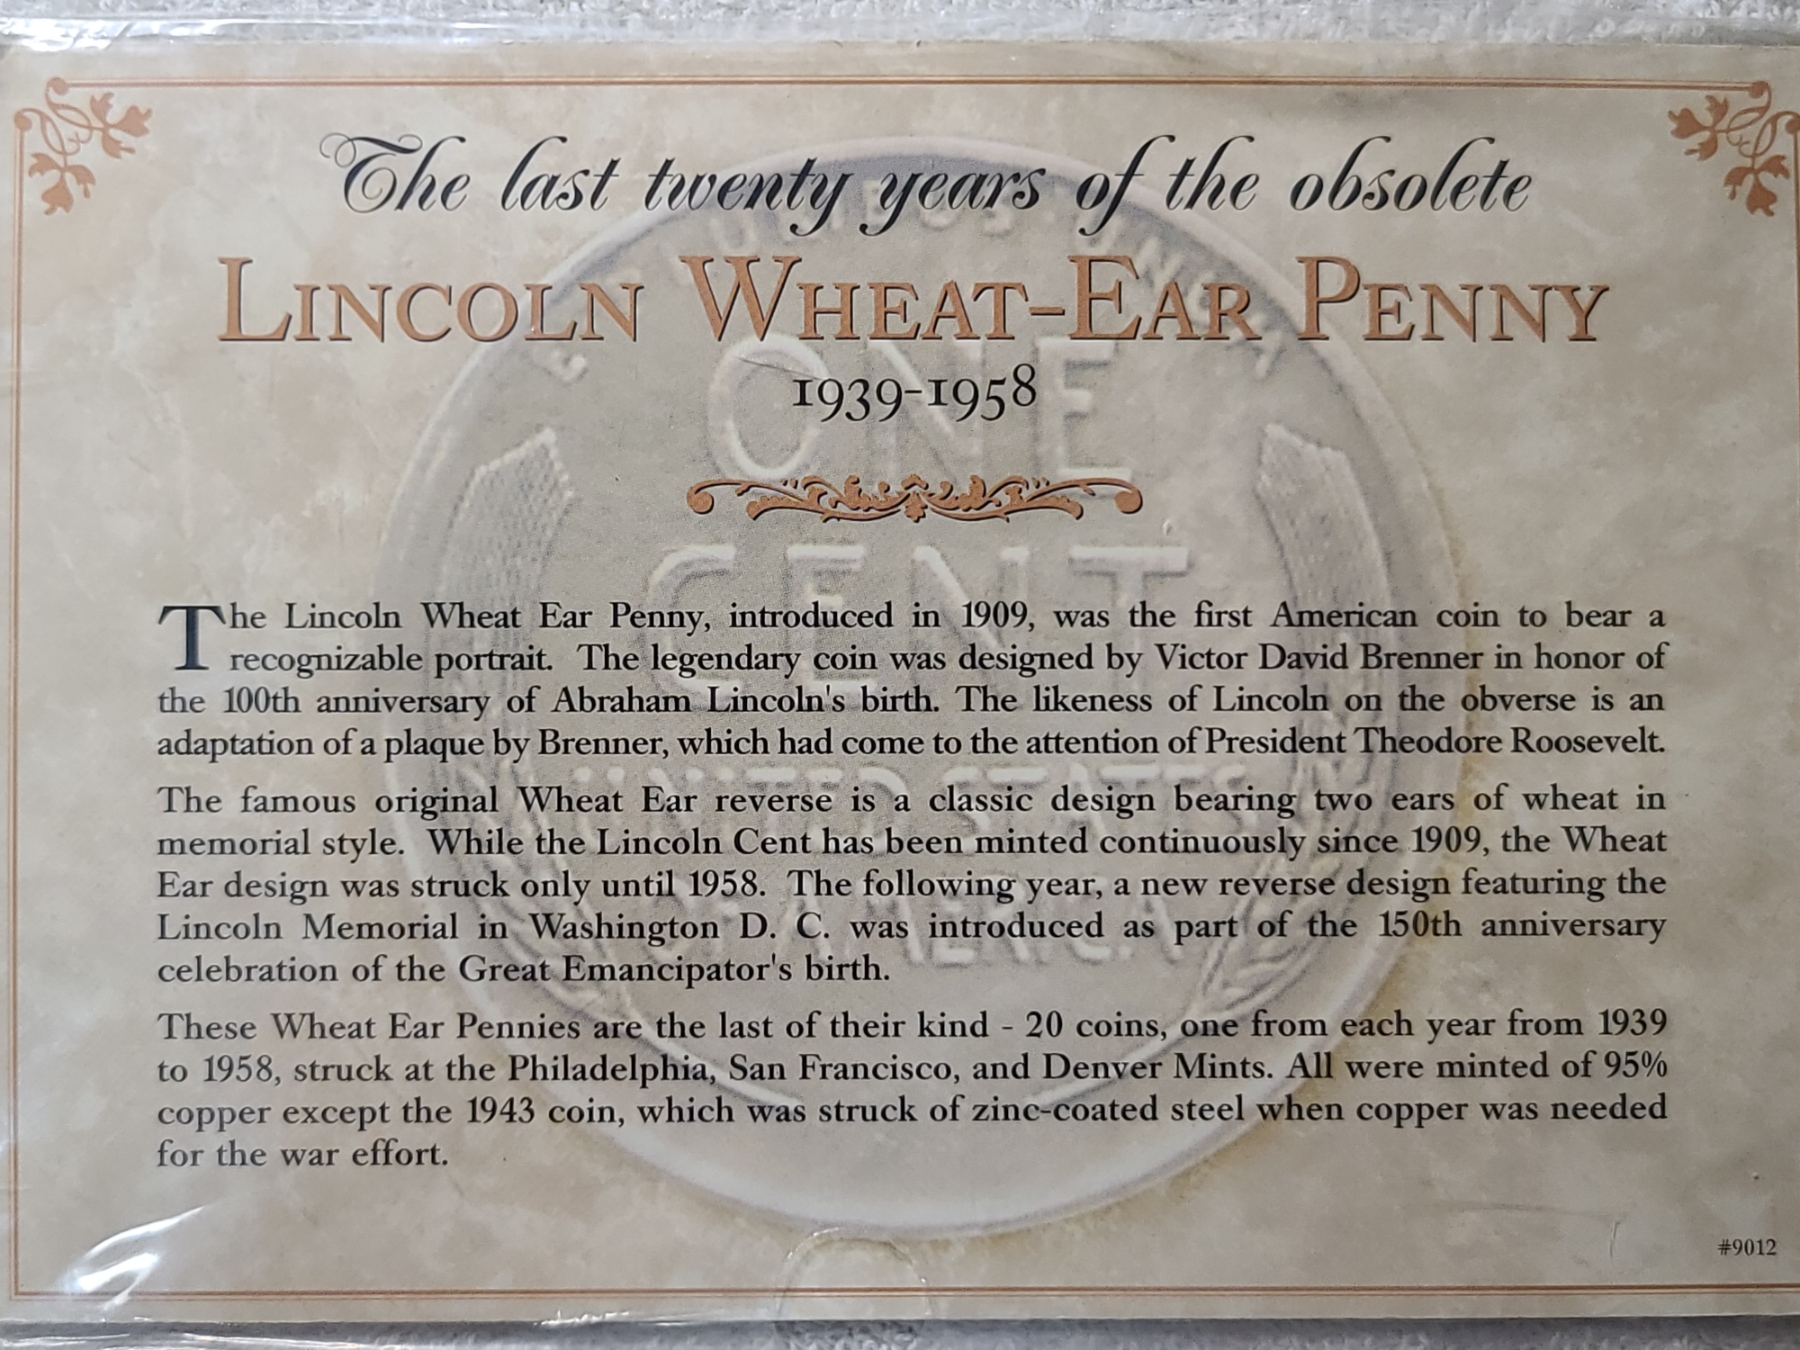 The last twenty years of the obsolete
LINCOLN WHEAT-EAR PENNY
1939-1958
ONE
CENT
The Lincoln Wheat Ear Penny, introduced in 1909, was the first American coin to bear a
recognizable portrait. The legendary coin was designed by Victor David Brenner in honor of
the 100th anniversary of Abraham Lincoln's birth. The likeness of Lincoln on the obverse is an
adaptation of a plaque by Brenner, which had come to the attention of President Theodore Roosevelt.
UNITED STATES
The famous original Wheat Ear reverse is a classic design bearing two ears of wheat in
memorial style. While the Lincoln Cent has been minted continuously since 1909, the Wheat
Ear design was struck only until 1958. The following year, a new reverse design featuring the
Lincoln Memorial in Washington D. C. was introduced as part of the 150th anniversary
celebration of the Great Emancipator's birth.
These Wheat Ear Pennies are the last of their kind - 20 coins, one from each year from 1939
to 1958, struck at the Philadelphia, San Francisco, and Denver Mints. All were minted of 95%
copper except the 1943 coin, which was struck of zinc-coated steel when copper was needed
for the war effort.
#9012